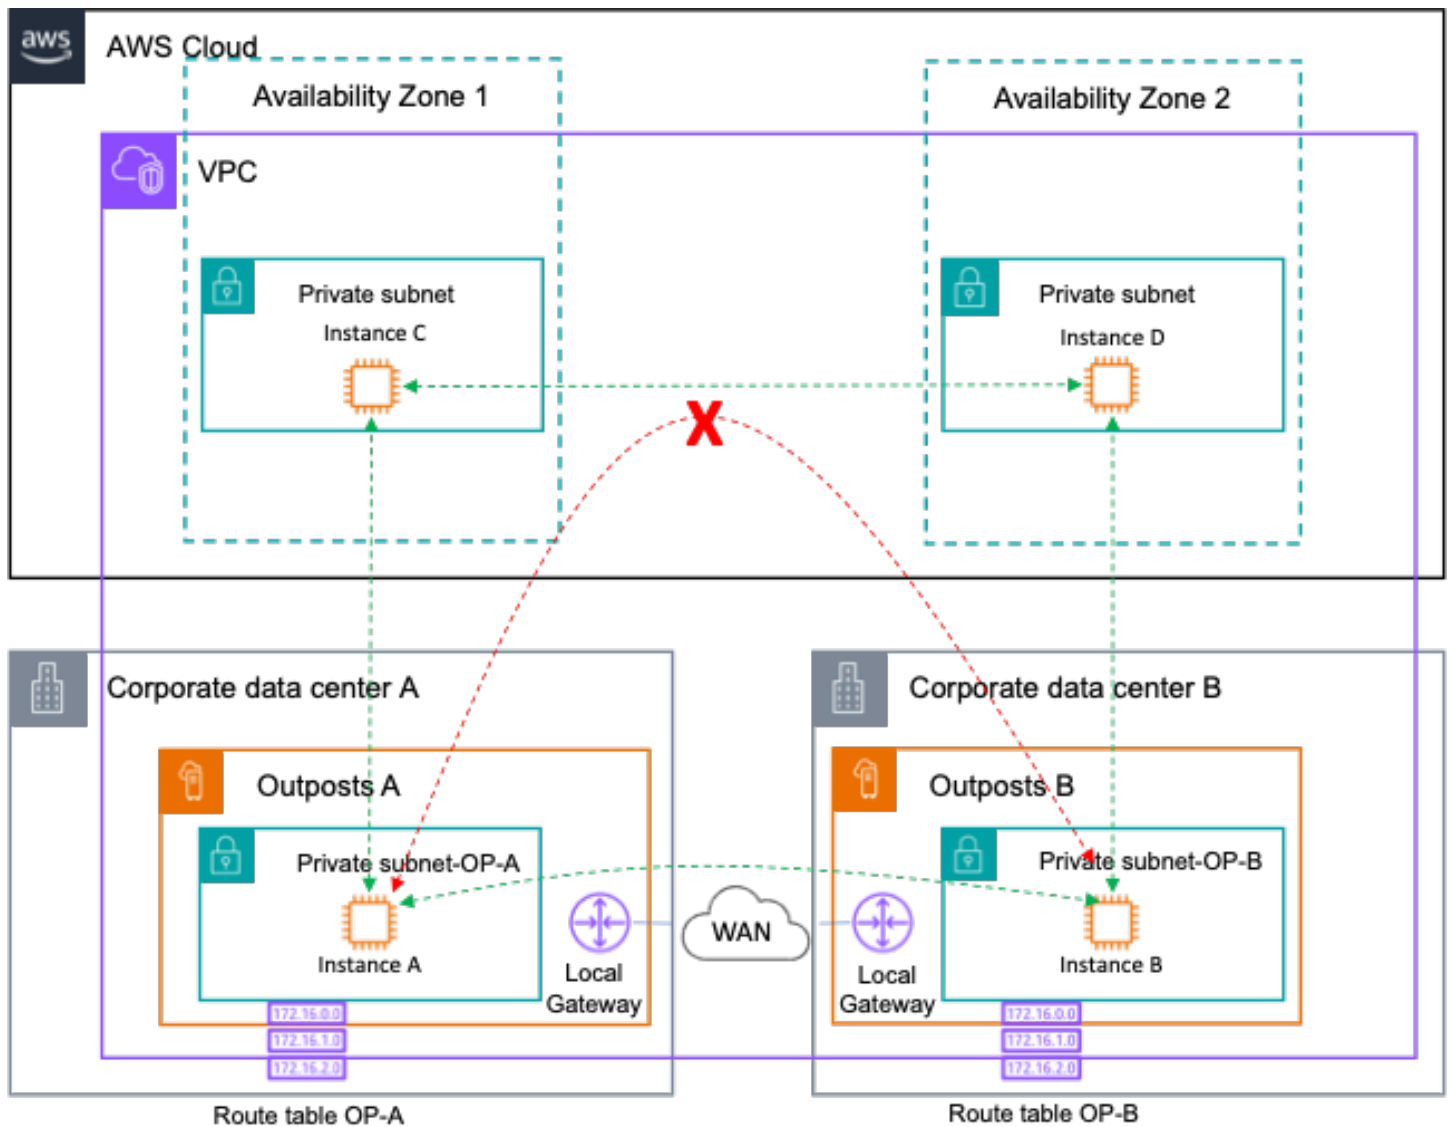 aws
AWS Cloud
Availability Zone 1
Availability Zone 2
VPC
Private subnet
Instance C
Private subnet
Instance D
X
Corporate data center A
Corporate data center B
Outposts A
Outposts B
Private subnet-OP-A
Private subnet-OP-B
Instance A
Local
Gateway
WAN
Local
Gateway
Instance B
172.16.0.0
172.16.1.0
172.16.2.0
172.16.0.0
172.16.1.0
172.16.2.0
Route table OP-A
Route table OP-B